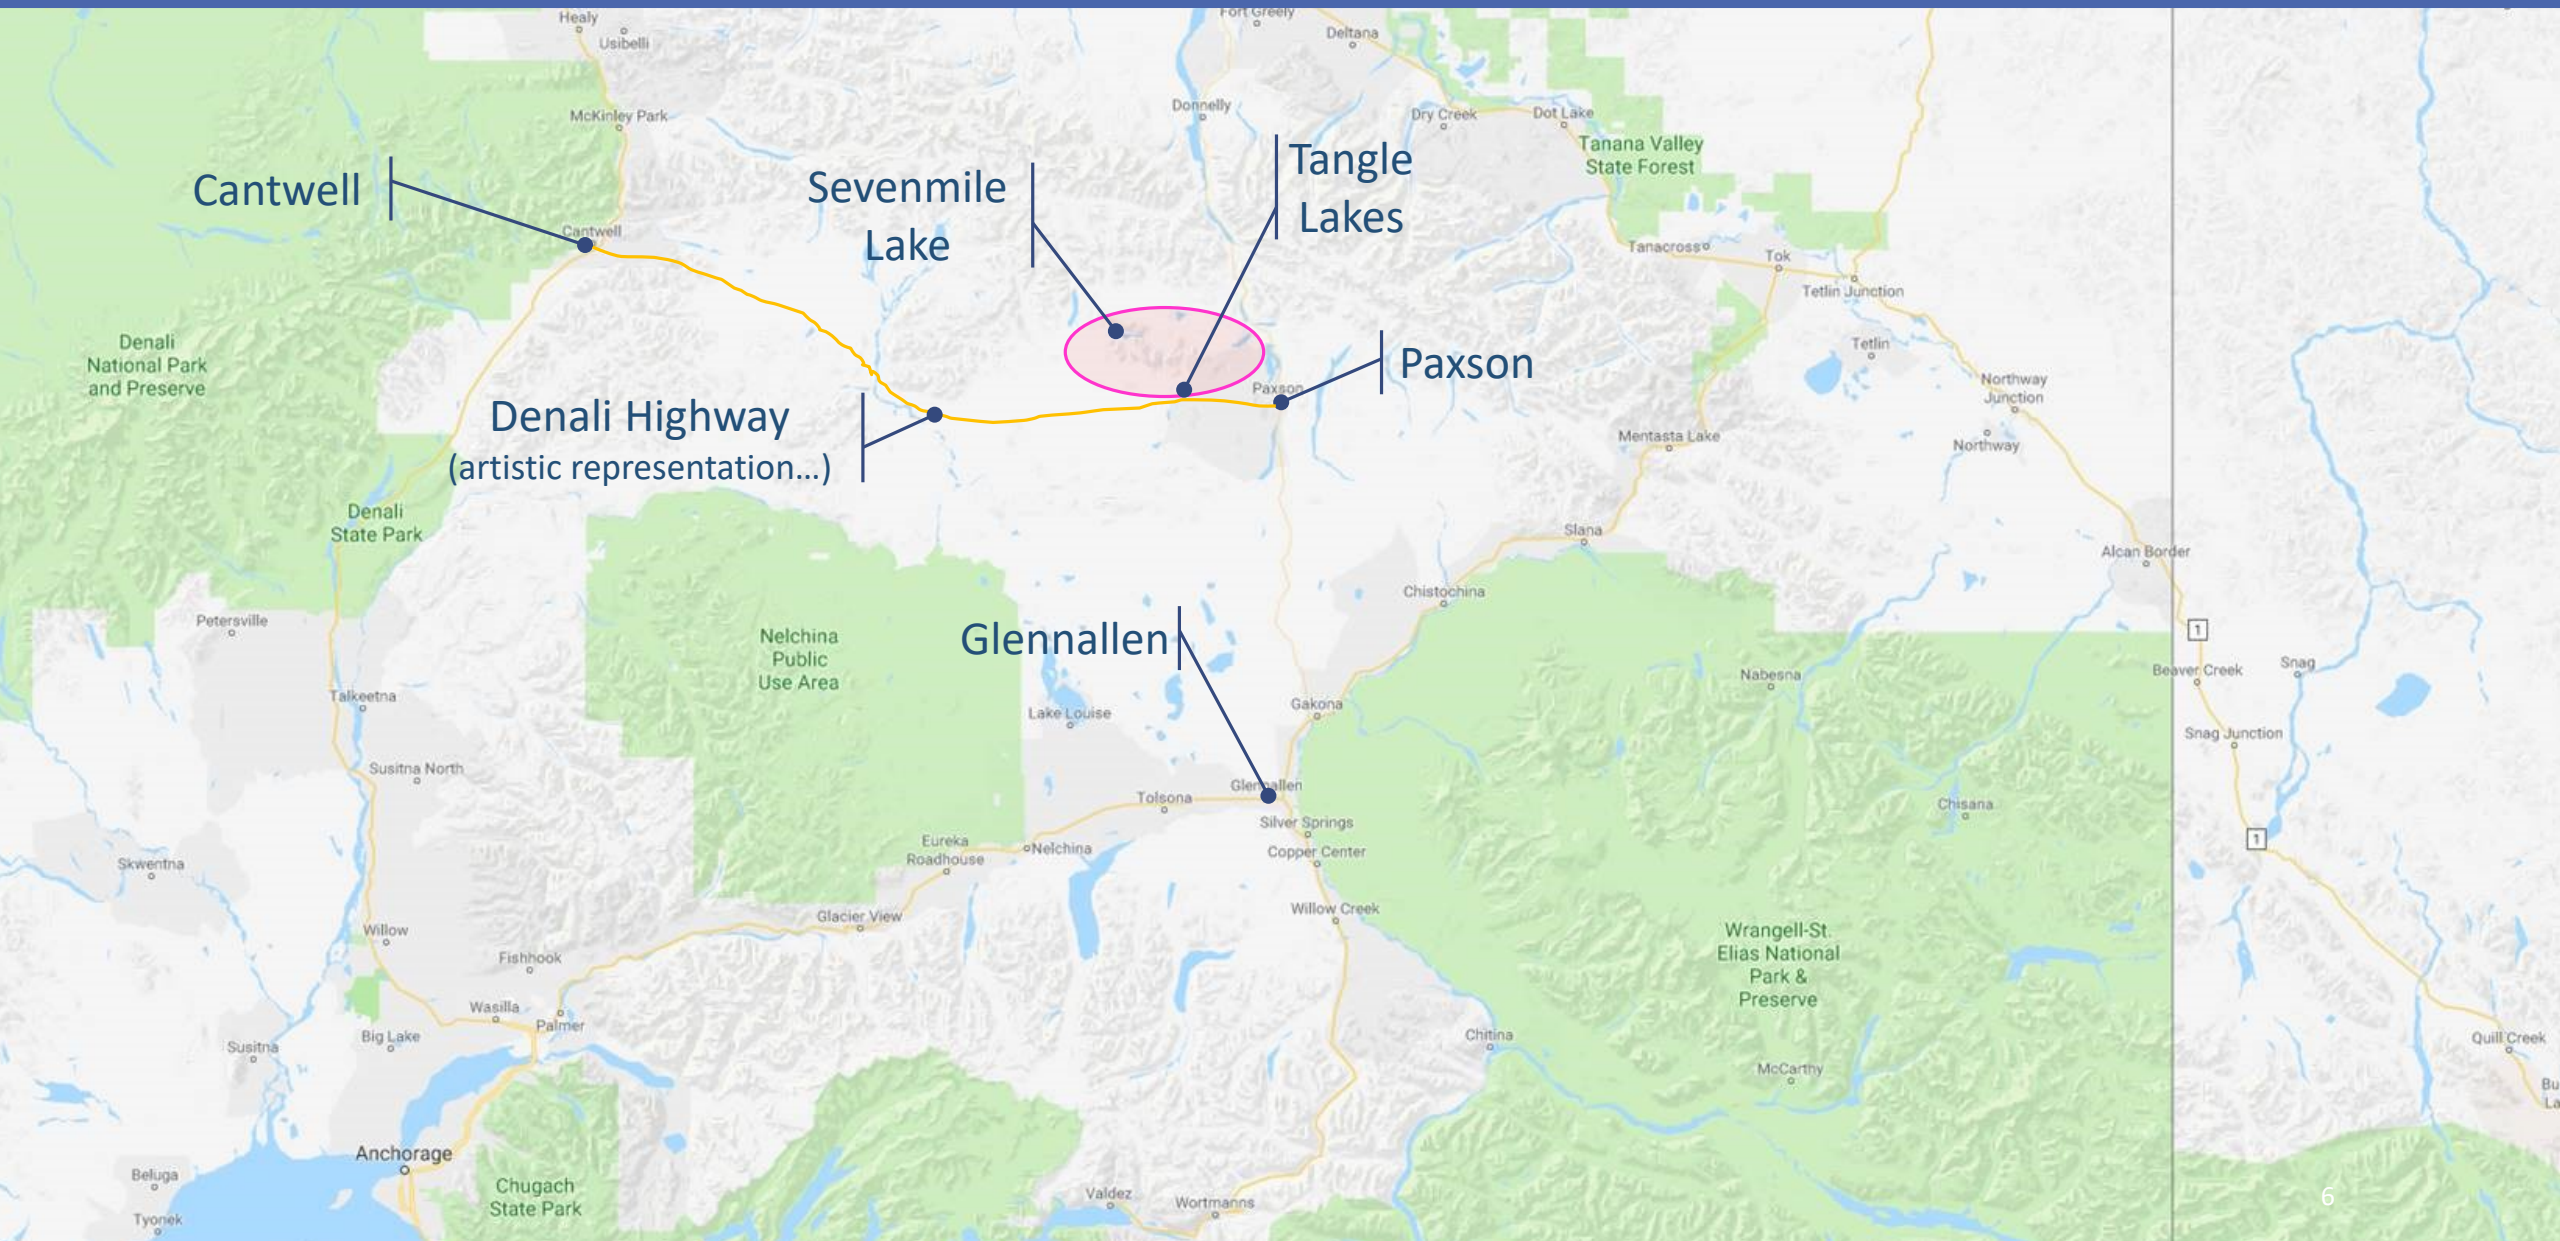 Healy
Usibelli
Fort Greely
Deltana
McKinley Park
Donnelly
Dry Creek
Dot Lake
Tanana Valley
State Forest
Cantwell
Sevenmile
Lake
Tangle
Lakes
Cantwell
Tanacross
Tok
Tetlin Junction
Denali
National Park
and Preserve
Tetlin
Paxson
Paxson
Northway
Junction
Denali Highway
(artistic representation...)
Mentasta Lake
Northway
Denali
State Park
Slana
Alcan Border
Chistochina
Petersville
Nelchina
Public
Use Area
Glennallen
1
Beaver Creek
Snag
Nabesna
Talkeetna
Lake Louise
Gakona
Snag Junction
Susitna North
Tolsona
Glennallen
Chisana
Silver Springs
Eureka
Roadhouse
Nelchina
Copper Center
1
Skwentna
Glacier View
Willow Creek
Willow
Fishhook
Wrangell-St.
Elias National
Park &
Preserve
Wasilla
Palmer
Big Lake
Susitna
Chitina
Quill Creek
McCarthy
Bu
La
Anchorage
Beluga
Chugach
State Park
Valdez
Wortmanns
6
Tyonek